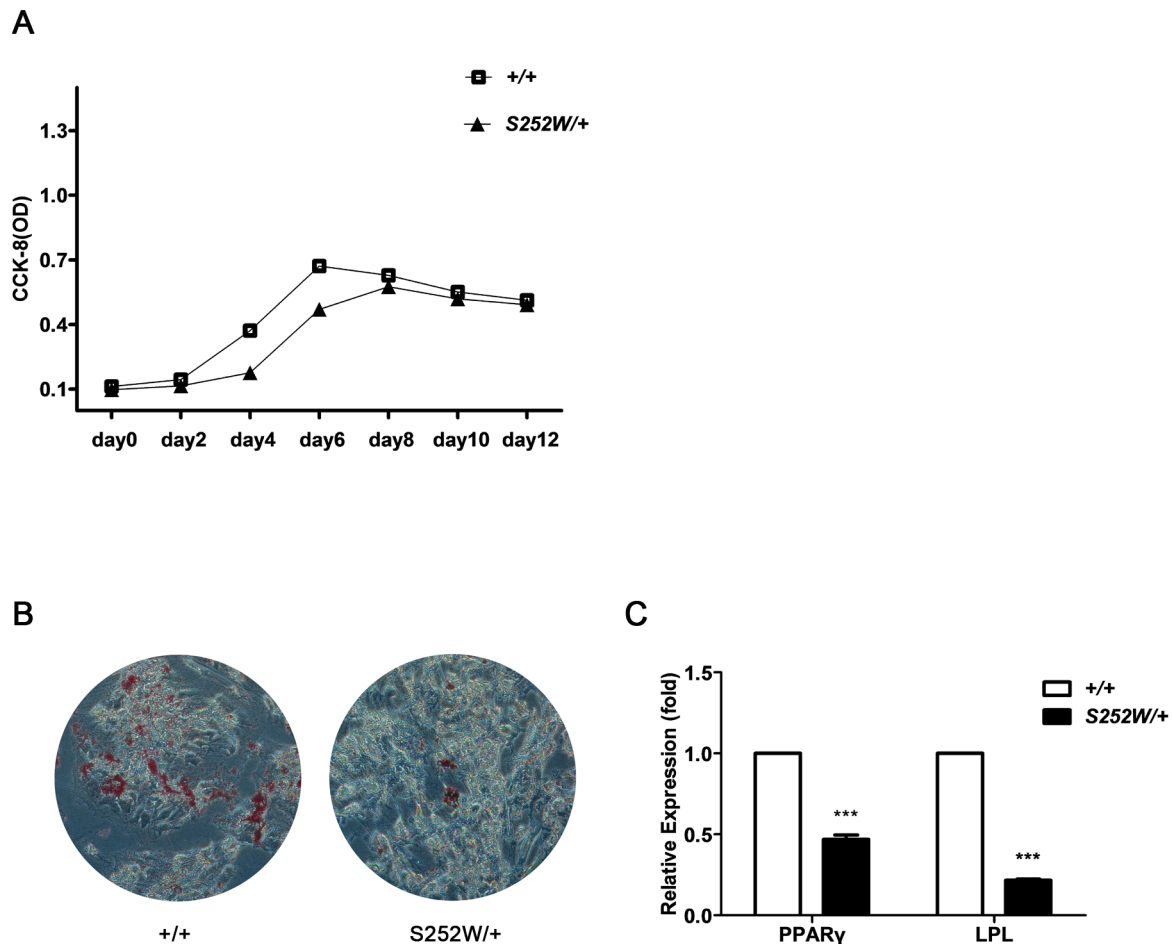 A
+/+
S252W/+
CCK-8(OD)
1.3
1.0
0.7
0.4
0.1
day0 day2 day4 day6 day8 day10 day12
B
+/+ S252W/+
C
+/+
S252W/+
Relative Expression (fold)
1.5
1.0
0.5
0.0
***
***
PPARγ LPL